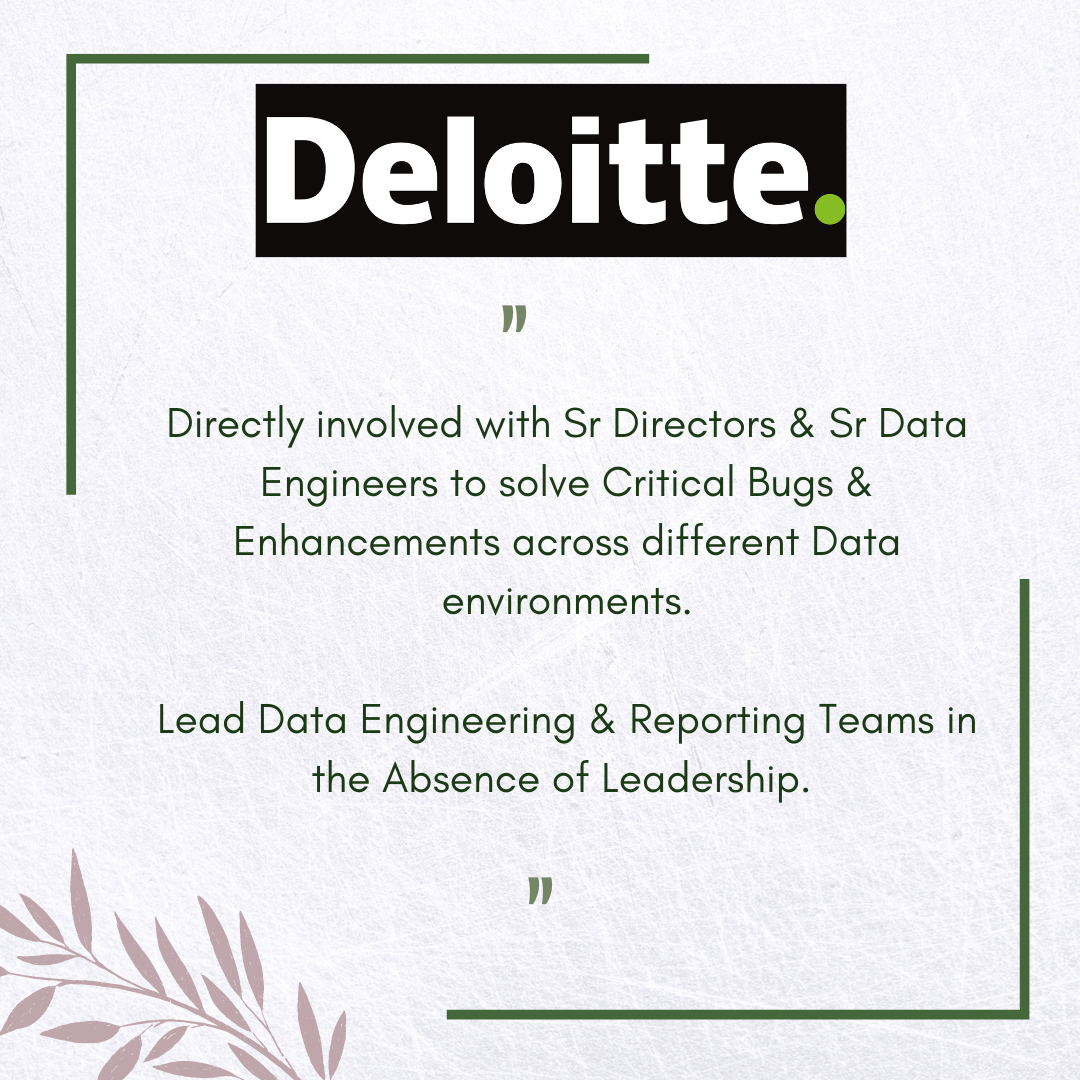 Deloitte.
”
Directly involved with Sr Directors & Sr Data
Engineers to solve Critical Bugs &
Enhancements across different Data
environments.
Lead Data Engineering & Reporting Teams in
the Absence of Leadership.
”